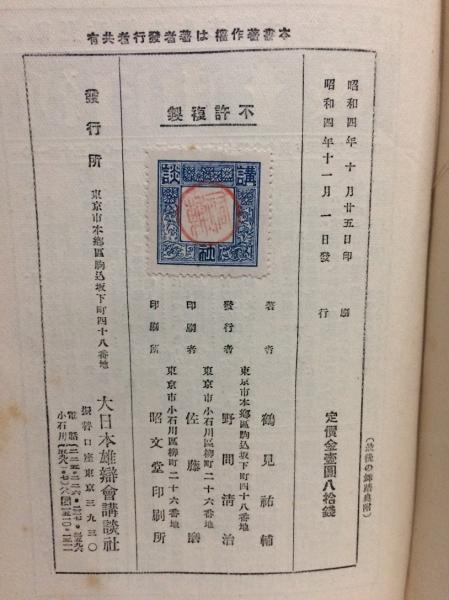 本書著作權は著者發行者共有
昭和四年十月廿五日印刷
昭和四年十一月一日發行
不許複製
講談
社
定價金壹圓八拾錢
著者　鶴見祐輔
東京市本鄕區駒込坂下町四十八番地
發行者　野間清治
東京市小石川區柳町二十六番地
印刷者　佐藤磨
東京市小石川區柳町二十六番地
印刷所　昭文堂印刷所
發行所
東京市本鄕區駒込坂下町四十八番地
大日本雄辯會講談社
振替口座東京三九三〇
電話
小石川